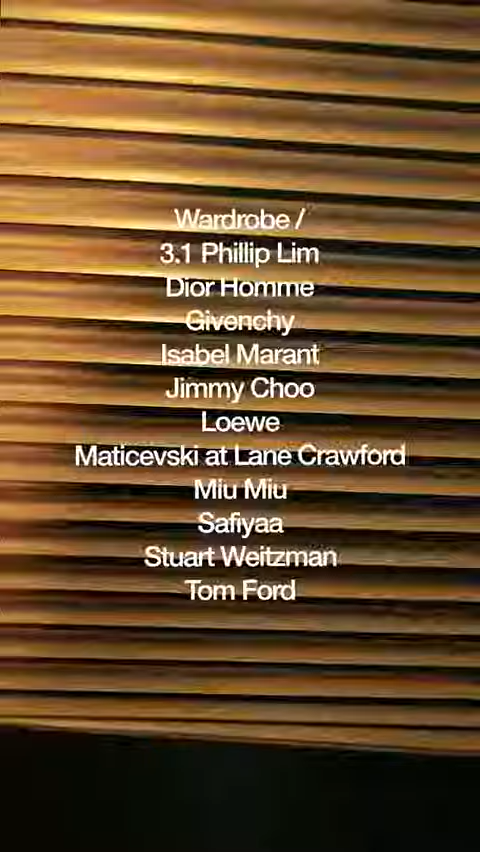 Wardrobe /
3.1 Phillip Lim
Dior Homme
Givenchy
Isabel Marant
Jimmy Choo
Loewe
Maticevski at Lane Crawford
Miu Miu
Safiyaa
Stuart Weitzman
Tom Ford